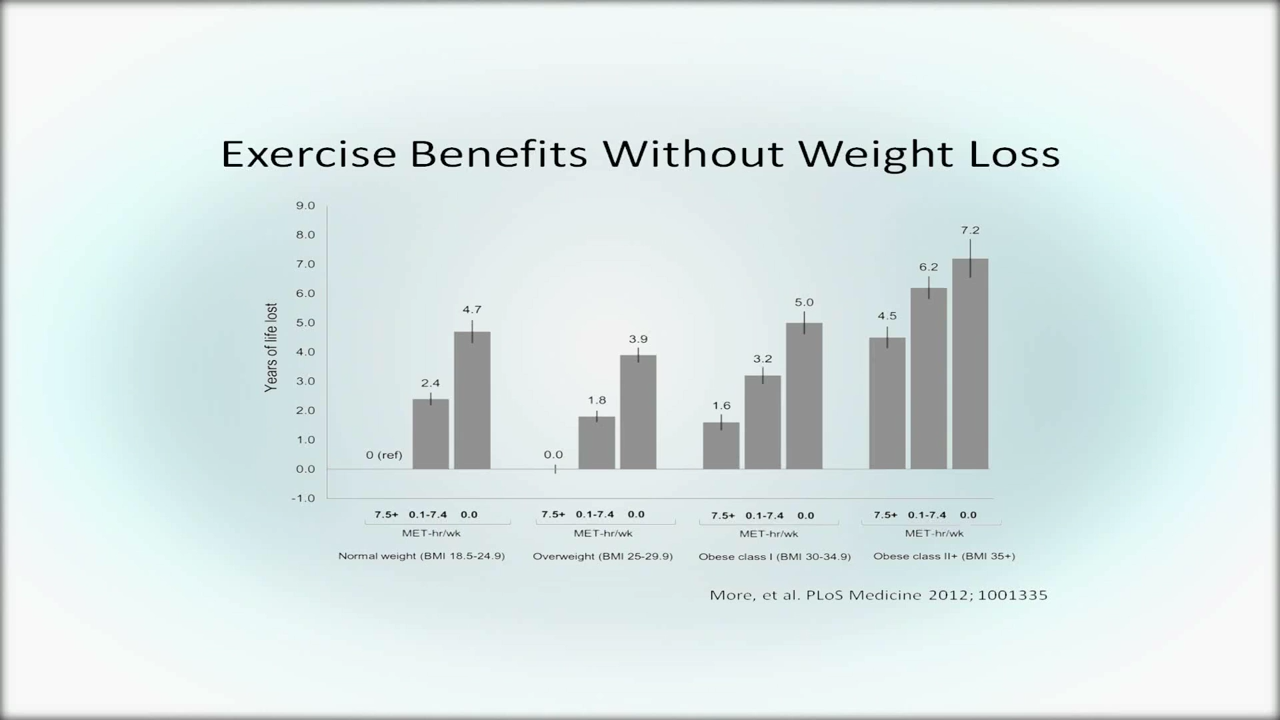 Exercise Benefits Without Weight Loss
9.0
8.0
7.0
6.0
5.0
4.0
3.0
2.0
1.0
0.0
-1.0
Years of life lost
0 (ref)
2.4
4.7
0.0
1.8
3.9
1.6
3.2
5.0
4.5
6.2
7.2
7.5+ 0.1-7.4 0.0
MET-hr/wk
Normal weight (BMI 18.5-24.9)
7.5+ 0.1-7.4 0.0
MET-hr/wk
Overweight (BMI 25-29.9)
7.5+ 0.1-7.4 0.0
MET-hr/wk
Obese class I (BMI 30-34.9)
7.5+ 0.1-7.4 0.0
MET-hr/wk
Obese class II+ (BMI 35+)
More, et al. PLoS Medicine 2012; 1001335